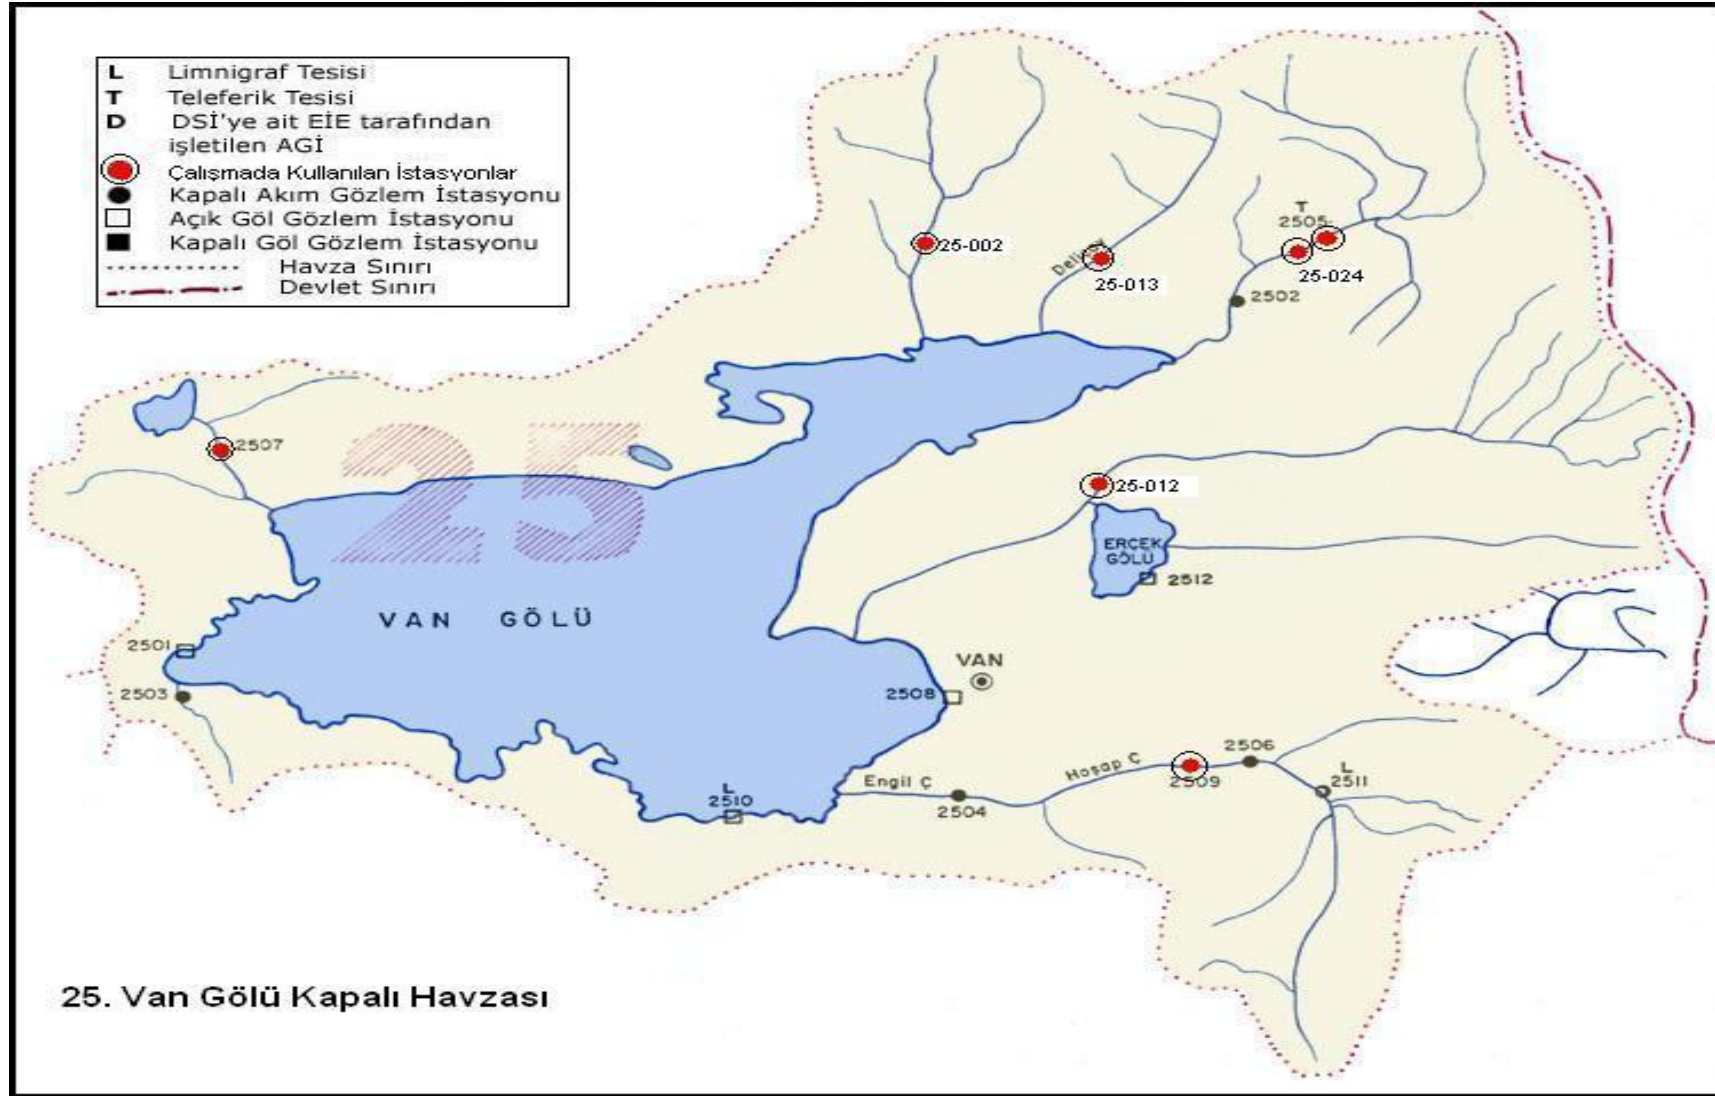 L Limnigraf Tesisi
T Teleferik Tesisi
D DSİ'ye ait EİE tarafından
işletilen AGİ
Çalışmada Kullanılan İstasyonlar
Kapalı Akım Gözlem İstasyonu
Açık Göl Gözlem İstasyonu
Kapalı Göl Gözlem İstasyonu
Havza Sınırı
Devlet Sınırı
T
2505
25-002
25-024
25-013
2502
25
2507
25-012
ERÇEK
GÖLÜ
2512
VAN GÖLÜ
2501
VAN
2503
2508
2506
Hoşap Ç
L
2511
2509
Engil Ç
L
2510
2504
25. Van Gölü Kapalı Havzası